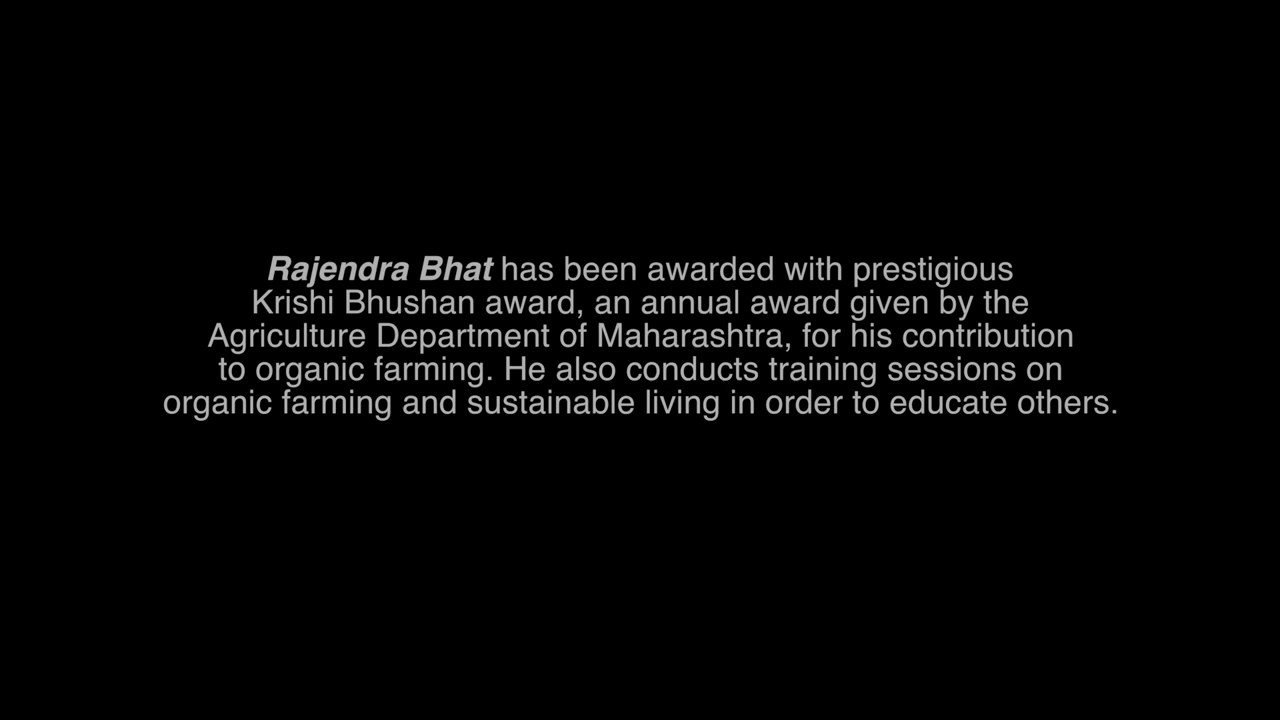 Rajendra Bhat has been awarded with prestigious
Krishi Bhushan award, an annual award given by the
Agriculture Department of Maharashtra, for his contribution
to organic farming. He also conducts training sessions on
organic farming and sustainable living in order to educate others.